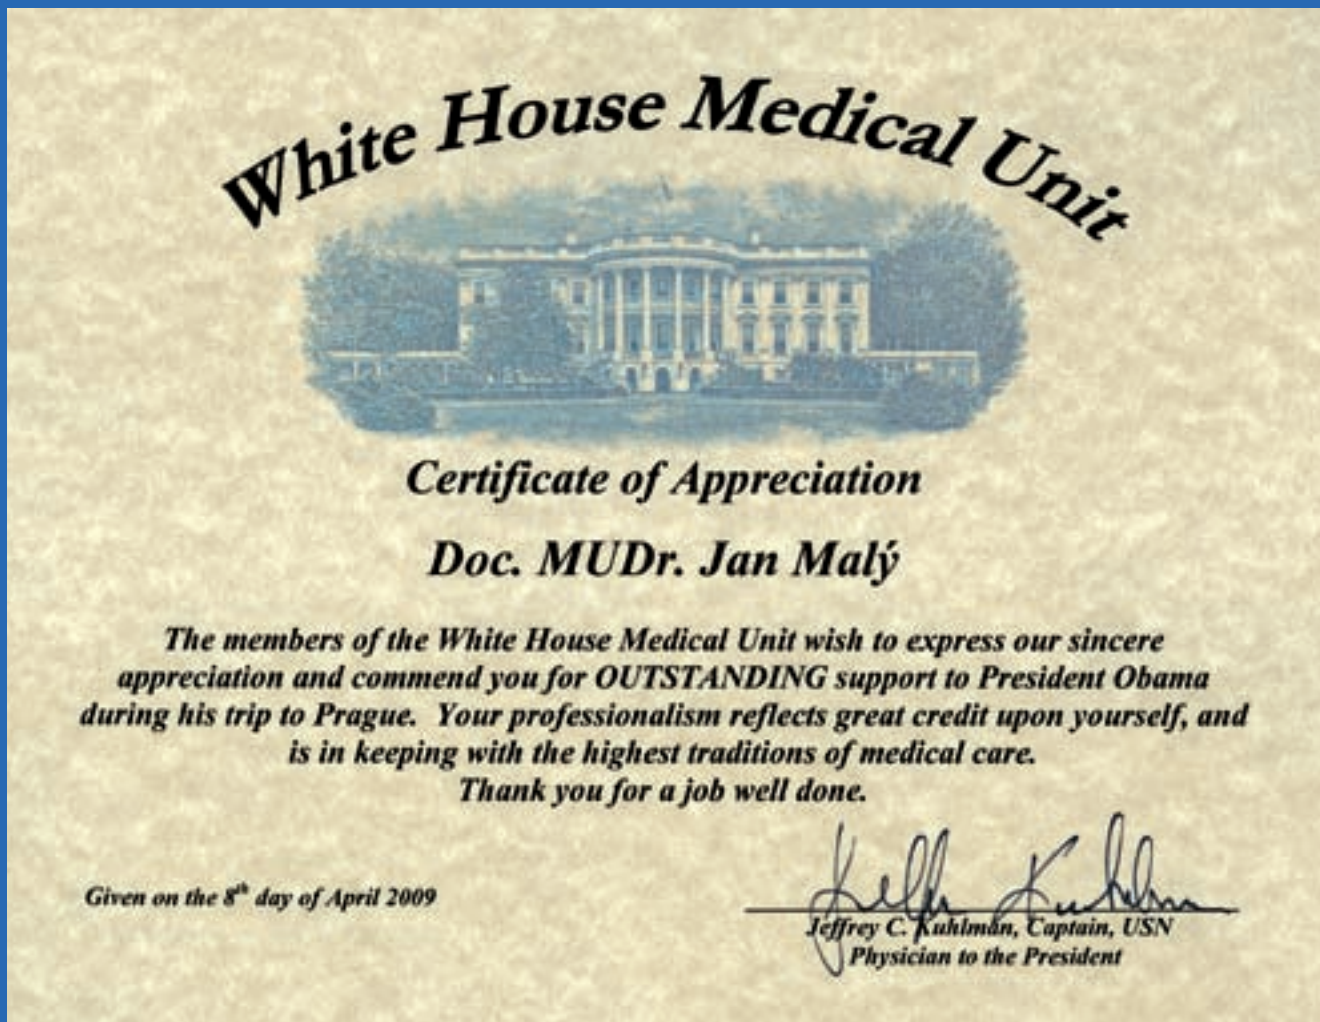 White House Medical Unit
Certificate of Appreciation
Doc. MUDr. Jan Malý
The members of the White House Medical Unit wish to express our sincere
appreciation and commend you for OUTSTANDING support to President Obama
during his trip to Prague. Your professionalism reflects great credit upon yourself, and
is in keeping with the highest traditions of medical care.
Thank you for a job well done.
Given on the 8th day of April 2009
Jeffrey C. Kuhlman, Captain, USN
Physician to the President